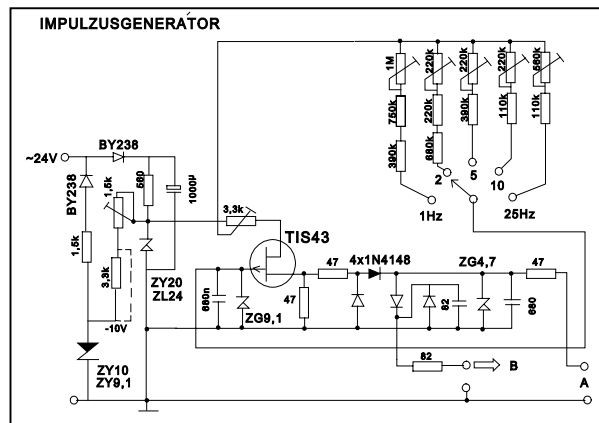 IMPULZUSGENERÁTOR
1M
220k
220k
220k
560k
750k
220k
390k
110k
110k
390k
680k
~24V
BY238
BY238
560
1000µ
1,5k
1,5k
3,3k
3,3k
TIS43
2
5
10
1Hz
25Hz
-10V
ZY20
ZL24
680n
ZG9,1
47
47
4x1N4148
82
ZG4,7
680
47
ZY10
ZY9,1
82
B
A